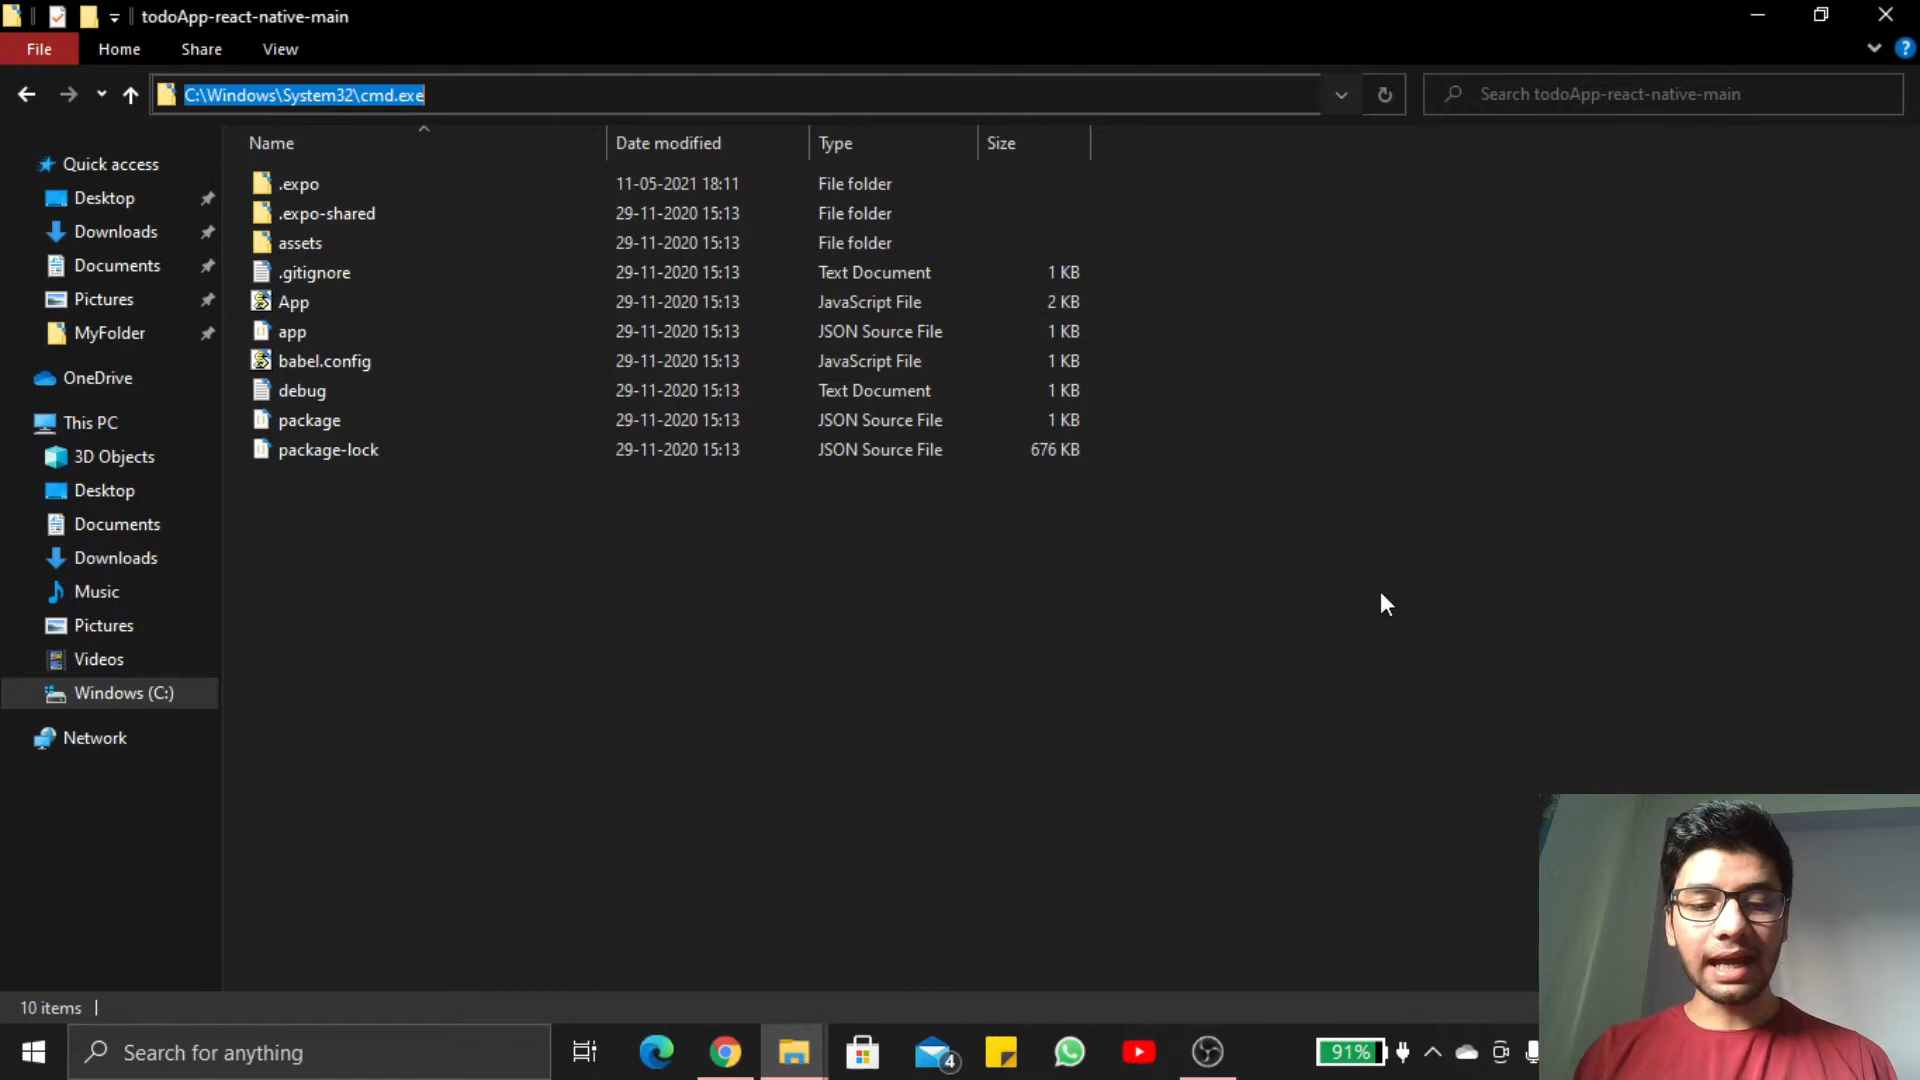 todoApp-react-native-main
File Home Share View
C:\Windows\System32\cmd.exe
Search todoApp-react-native-main
Name Date modified Type Size
Quick access
Desktop
Downloads
Documents
Pictures
MyFolder
OneDrive
This PC
3D Objects
Desktop
Documents
Downloads
Music
Pictures
Videos
Windows (C:)
Network
.expo 11-05-2021 18:11 File folder
.expo-shared 29-11-2020 15:13 File folder
assets 29-11-2020 15:13 File folder
.gitignore 29-11-2020 15:13 Text Document 1 KB
App 29-11-2020 15:13 JavaScript File 2 KB
app 29-11-2020 15:13 JSON Source File 1 KB
babel.config 29-11-2020 15:13 JavaScript File 1 KB
debug 29-11-2020 15:13 Text Document 1 KB
package 29-11-2020 15:13 JSON Source File 1 KB
package-lock 29-11-2020 15:13 JSON Source File 676 KB
10 items
Search for anything
4
91%